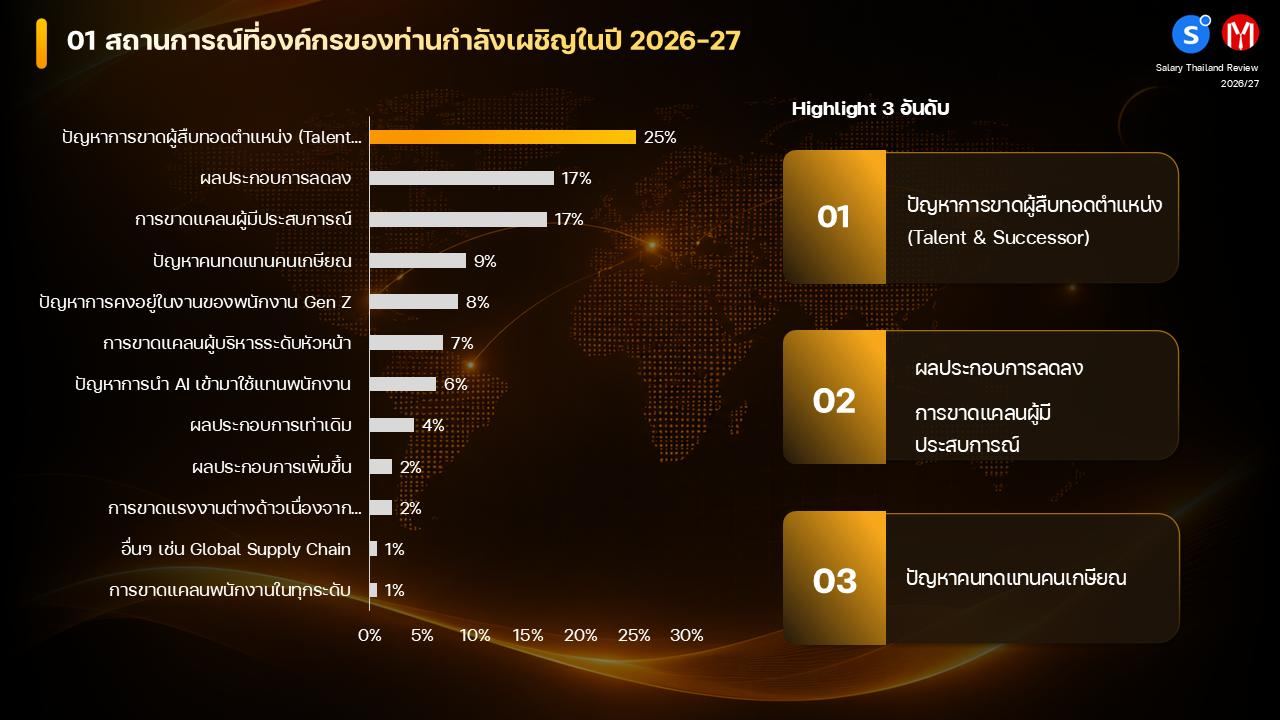 01 สถานการณ์ที่องค์กรของท่านกำลังเผชิญในปี 2026-27
S
Salary Thailand Review
2026/27
ปัญหาการขาดผู้สืบทอดตำแหน่ง (Talent... 25%
ผลประกอบการลดลง 17%
การขาดแคลนผู้มีประสบการณ์ 17%
ปัญหาคนทดแทนคนเกษียณ 9%
ปัญหาการคงอยู่ในงานของพนักงาน Gen Z 8%
การขาดแคลนผู้บริหารระดับหัวหน้า 7%
ปัญหาการนำ AI เข้ามาใช้แทนพนักงาน 6%
ผลประกอบการเท่าเดิม 4%
ผลประกอบการเพิ่มขึ้น 2%
การขาดแรงงานต่างด้าวเนื่องจาก... 2%
อื่นๆ เช่น Global Supply Chain 1%
การขาดแคลนพนักงานในทุกระดับ 1%
0% 5% 10% 15% 20% 25% 30%
Highlight 3 อันดับ
01
ปัญหาการขาดผู้สืบทอดตำแหน่ง
(Talent & Successor)
02
ผลประกอบการลดลง
การขาดแคลนผู้มี
ประสบการณ์
03
ปัญหาคนทดแทนคนเกษียณ